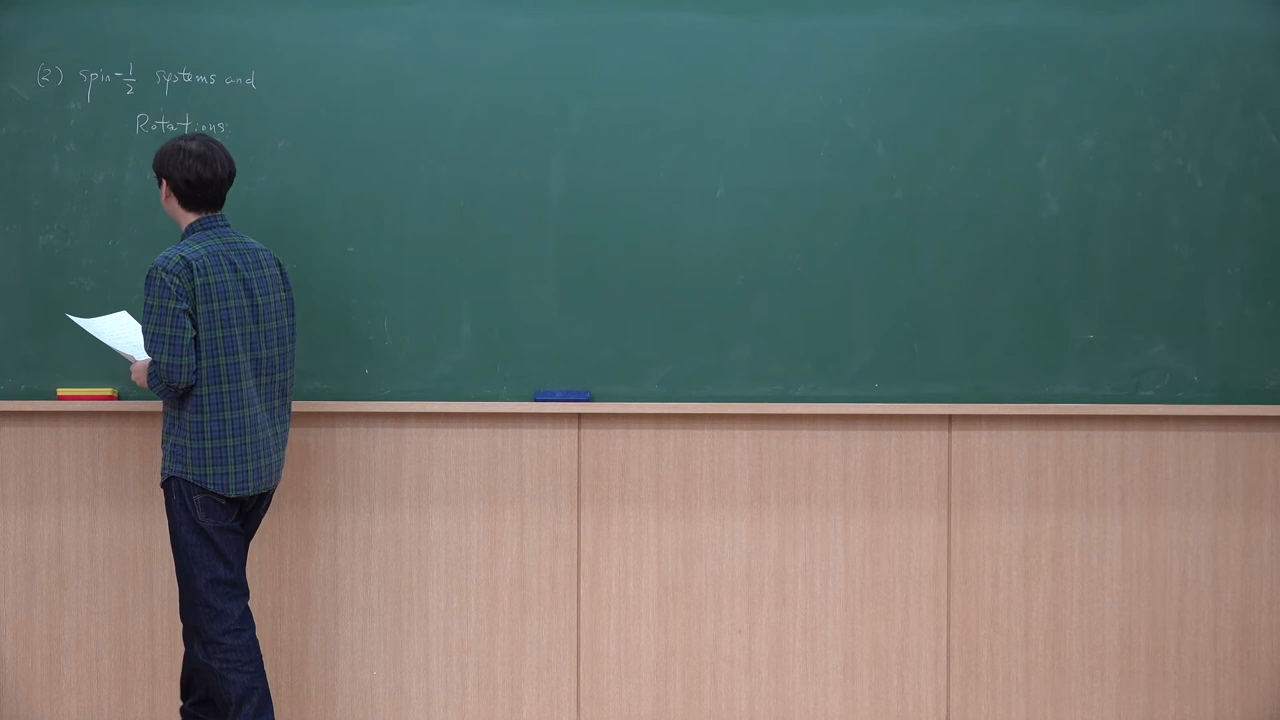 (2) spin-1/2 systems and
Rotations